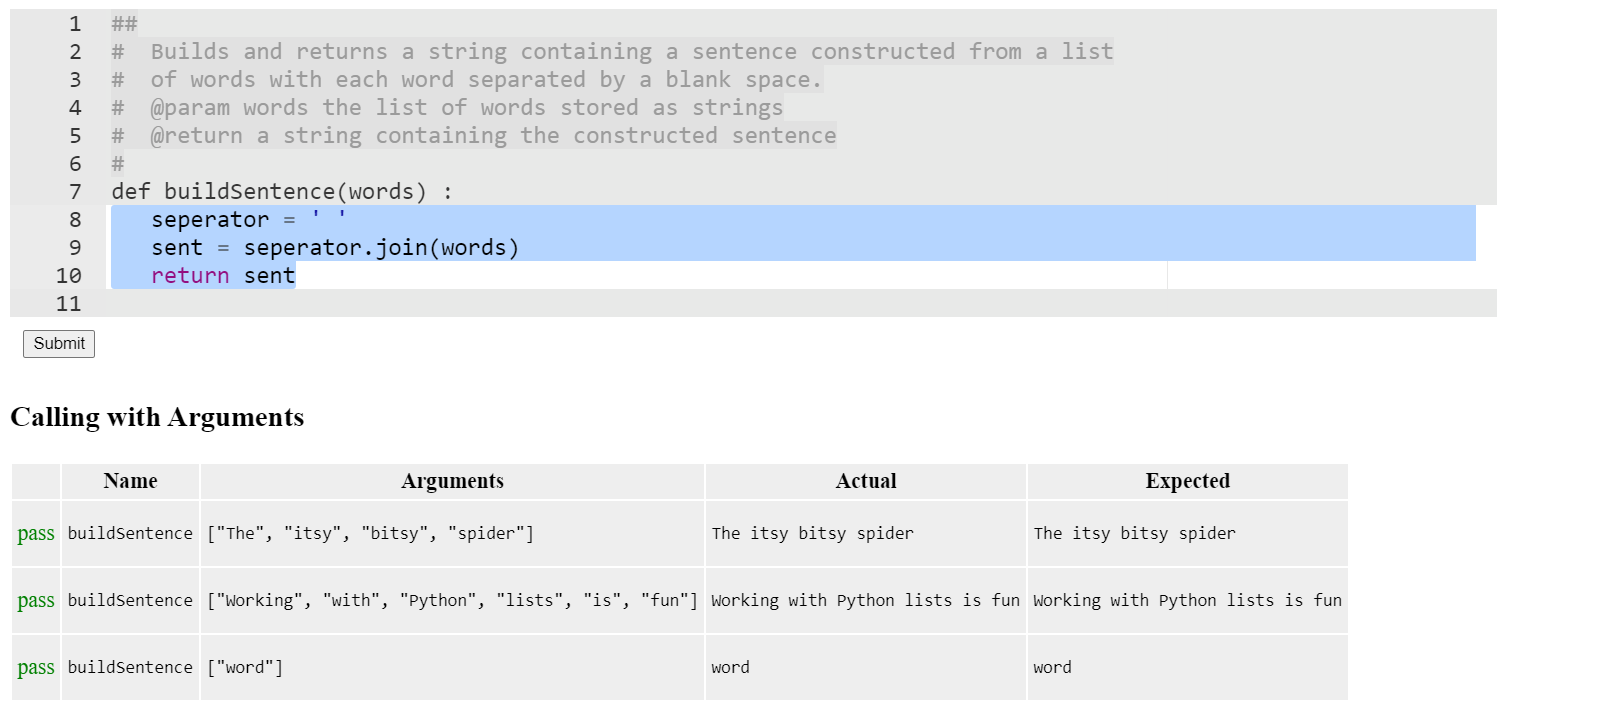 1 ##
2 #  Builds and returns a string containing a sentence constructed from a list
3 #  of words with each word separated by a blank space.
4 #  @param words the list of words stored as strings
5 #  @return a string containing the constructed sentence
6 #
7 def buildSentence(words) :
8    seperator = ' '
9    sent = seperator.join(words)
10    return sent
11
Submit
Calling with Arguments
Name Arguments Actual Expected
pass buildSentence ["The", "itsy", "bitsy", "spider"] The itsy bitsy spider The itsy bitsy spider
pass buildSentence ["Working", "with", "Python", "lists", "is", "fun"] Working with Python lists is fun Working with Python lists is fun
pass buildSentence ["word"] word word